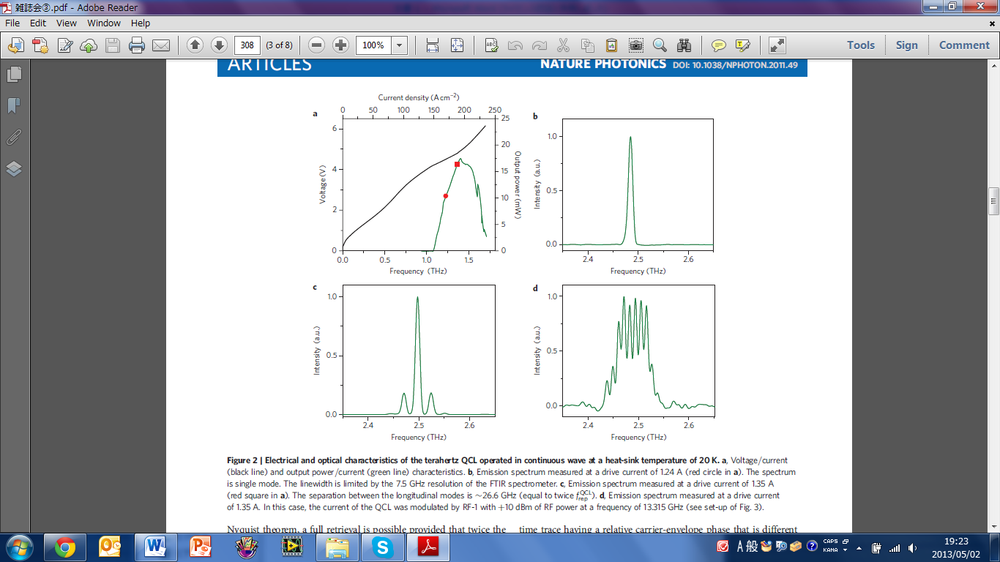 雑誌会③.pdf - Adobe Reader
File Edit View Window Help
308 (3 of 8) 100% Tools Sign Comment
ARTICLES NATURE PHOTONICS DOI: 10.1038/NPHOTON.2011.49
a
Current density (A cm−2)
0 50 100 150 200 250
6
4
2
0
Voltage (V)
25
20
15
10
5
0
Output power (mW)
0.0 0.5 1.0 1.5
Frequency (THz)
b
1.0
0.5
0.0
Intensity (a.u.)
2.4 2.5 2.6
Frequency (THz)
c
1.0
0.5
0.0
Intensity (a.u.)
2.4 2.5 2.6
Frequency (THz)
d
1.0
0.5
0.0
Intensity (a.u.)
2.4 2.5 2.6
Frequency (THz)
Figure 2 | Electrical and optical characteristics of the terahertz QCL operated in continuous wave at a heat-sink temperature of 20 K. a, Voltage/current
(black line) and output power/current (green line) characteristics. b, Emission spectrum measured at a drive current of 1.24 A (red circle in a). The spectrum
is single mode. The linewidth is limited by the 7.5 GHz resolution of the FTIR spectrometer. c, Emission spectrum measured at a drive current of 1.35 A
(red square in a). The separation between the longitudinal modes is ~26.6 GHz (equal to twice f rep QCL). d, Emission spectrum measured at a drive current
of 1.35 A. In this case, the current of the QCL was modulated by RF-1 with +10 dBm of RF power at a frequency of 13.315 GHz (see set-up of Fig. 3).
Nyquist theorem, a full retrieval is possible provided that twice the
time trace having a relative carrier-envelope phase that is different
A 般 CAPS KANA
19:23
2013/05/02